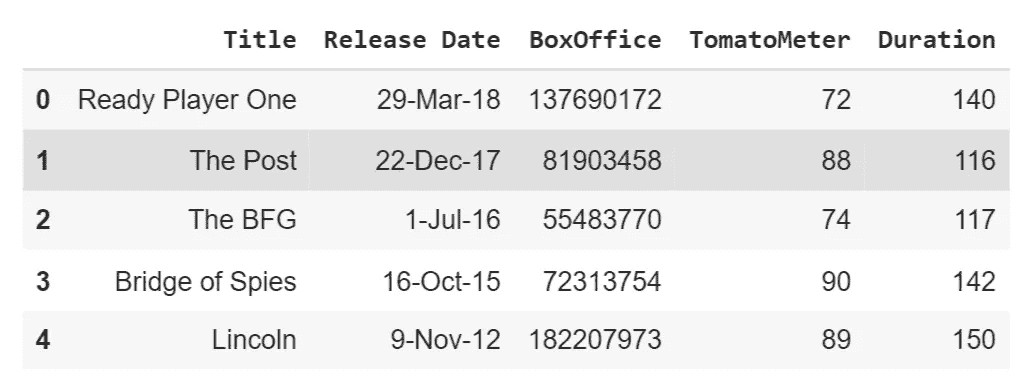 Title Release Date BoxOffice TomatoMeter Duration
0 Ready Player One 29-Mar-18 137690172 72 140
1 The Post 22-Dec-17 81903458 88 116
2 The BFG 1-Jul-16 55483770 74 117
3 Bridge of Spies 16-Oct-15 72313754 90 142
4 Lincoln 9-Nov-12 182207973 89 150